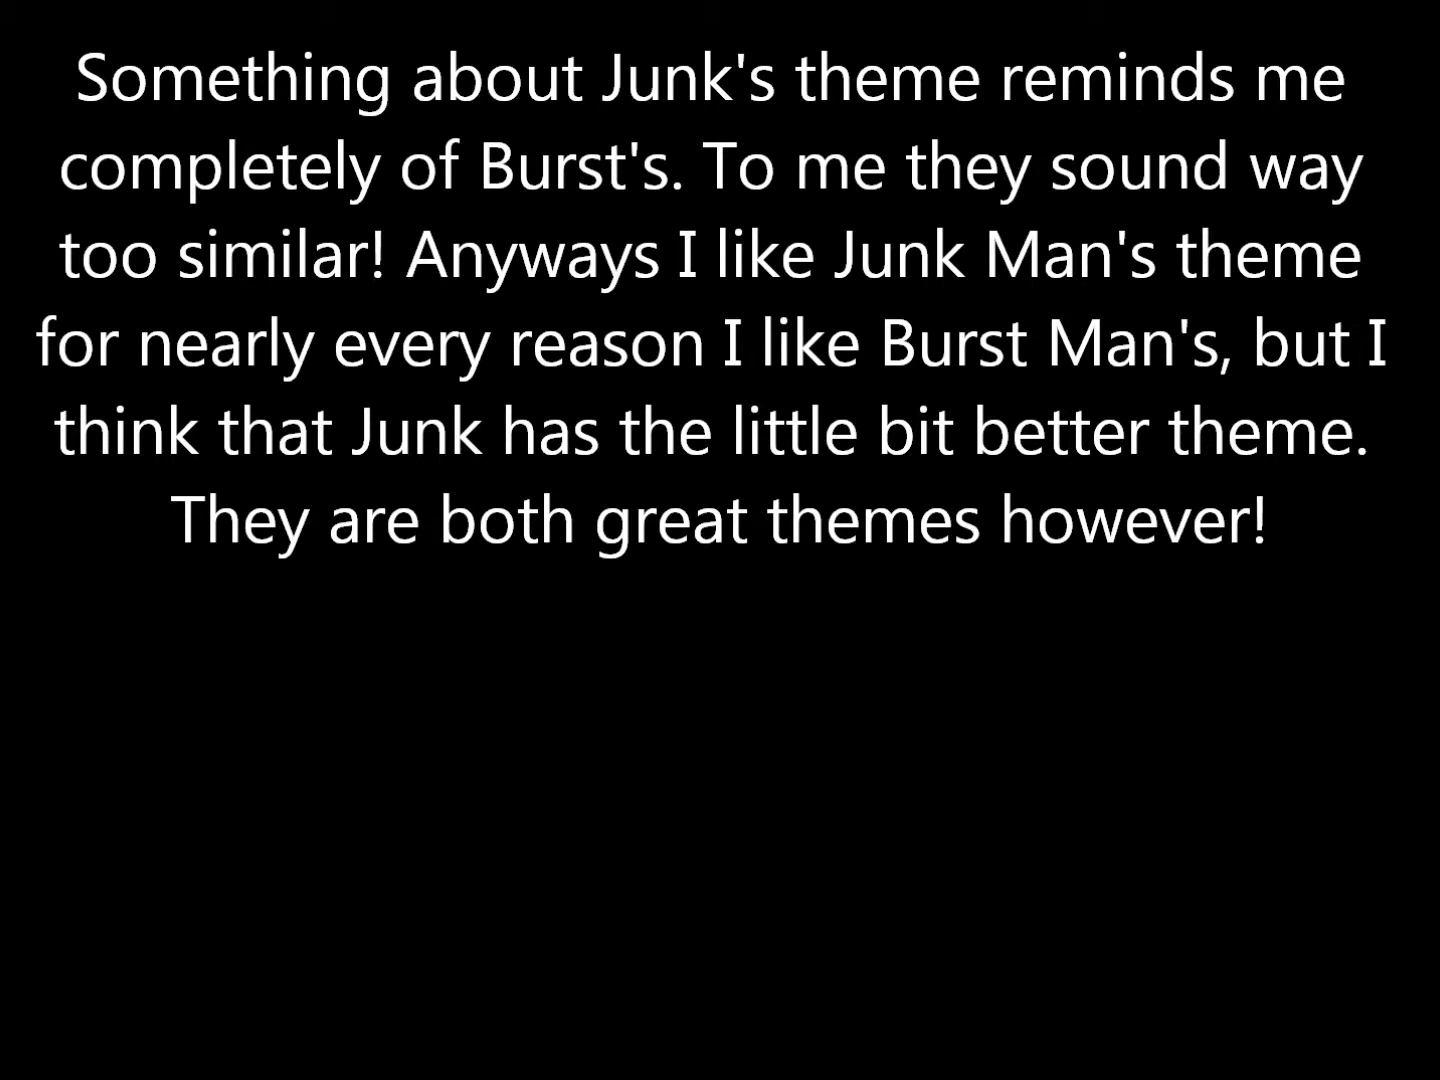 Something about Junk's theme reminds me
completely of Burst's. To me they sound way
too similar! Anyways I like Junk Man's theme
for nearly every reason I like Burst Man's, but I
think that Junk has the little bit better theme.
They are both great themes however!